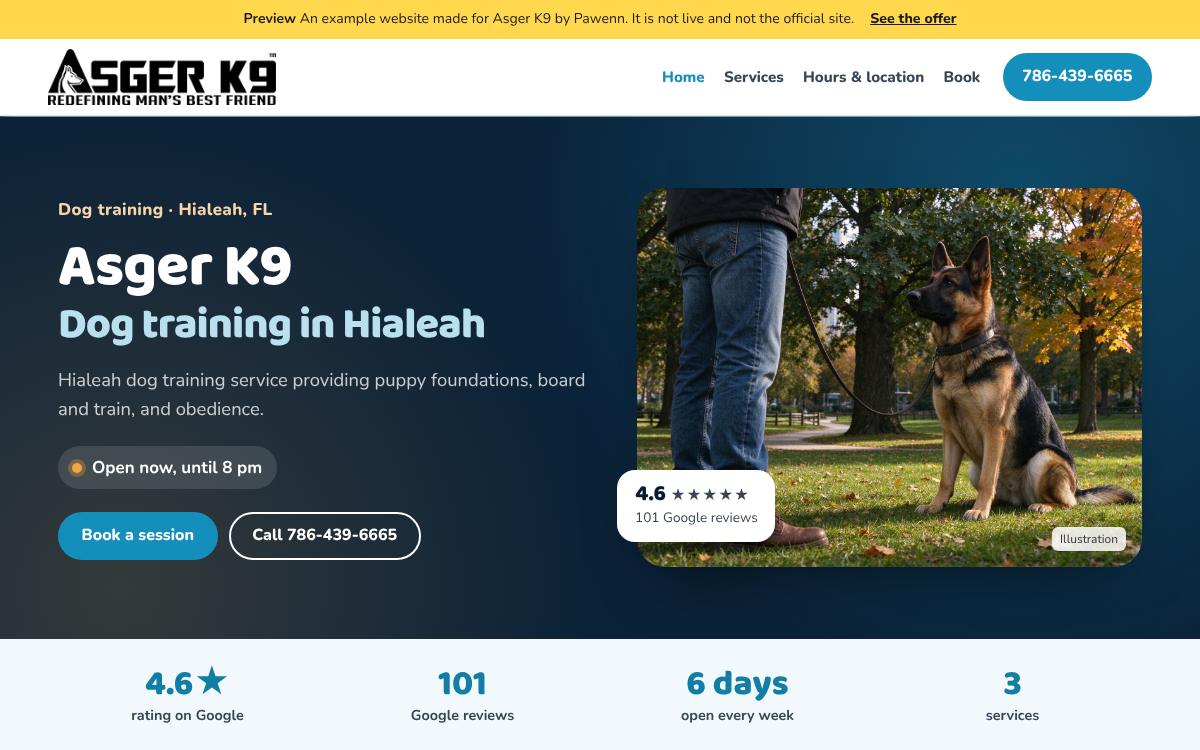 Preview An example website made for Asger K9 by Pawenn. It is not live and not the official site. See the offer
ASGER K9 ™
REDEFINING MAN'S BEST FRIEND
Home Services Hours & location Book 786-439-6665
Dog training · Hialeah, FL
Asger K9
Dog training in Hialeah
Hialeah dog training service providing puppy foundations, board
and train, and obedience.
Open now, until 8 pm
Book a session Call 786-439-6665
4.6 ★★★★★
101 Google reviews
Illustration
4.6★ 101 6 days 3
rating on Google Google reviews open every week services